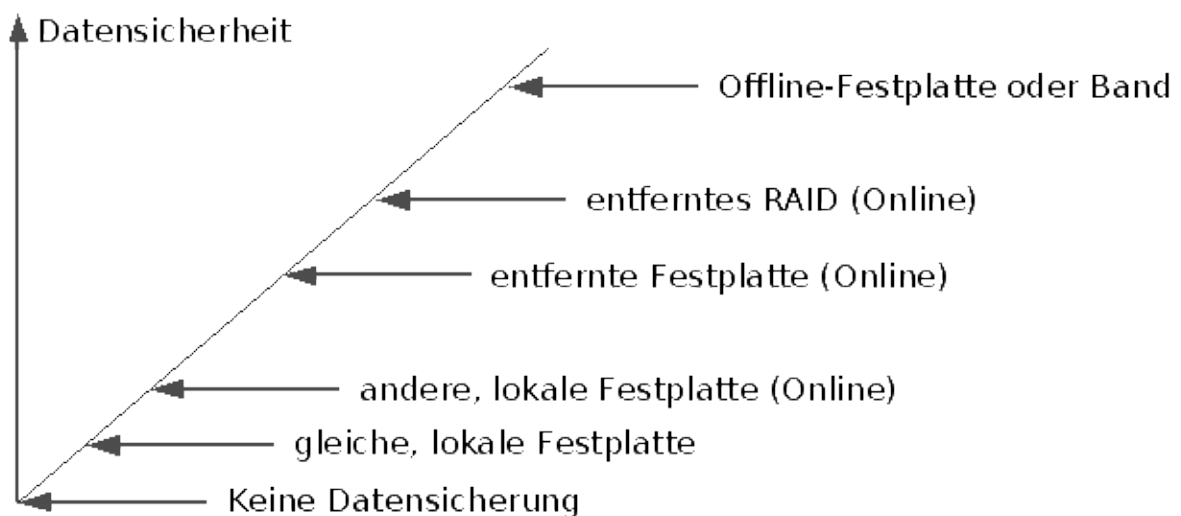 Datensicherheit
Offline-Festplatte oder Band
entferntes RAID (Online)
entfernte Festplatte (Online)
andere, lokale Festplatte (Online)
gleiche, lokale Festplatte
Keine Datensicherung